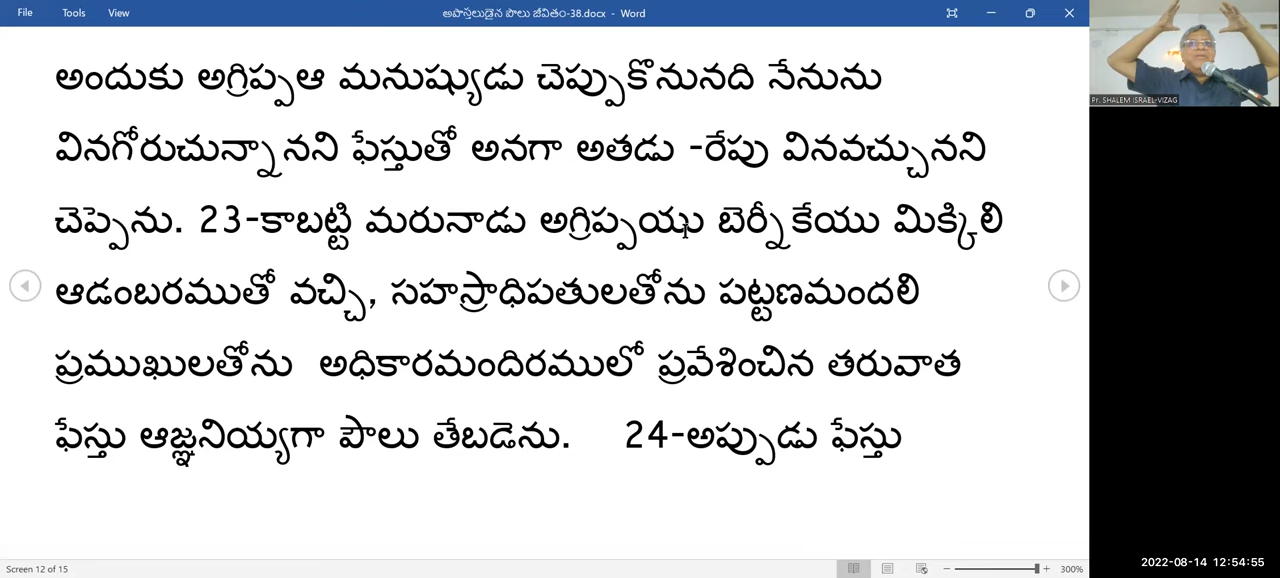 File Tools View అపొస్తలుడైన పౌలు జీవితం-38.docx - Word
అందుకు అగ్రిప్పఆ మనుష్యుడు చెప్పుకొనునది నేనును
వినగోరుచున్నానని ఫేస్తుతో అనగా అతడు -రేపు వినవచ్చునని
చెప్పెను. 23-కాబట్టి మరునాడు అగ్రిప్పయు బెర్నీకేయు మిక్కిలి
ఆడంబరముతో వచ్చి, సహస్రాధిపతులతోను పట్టణమందలి
ప్రముఖులతోను అధికారమందిరములో ప్రవేశించిన తరువాత
ఫేస్తు ఆజ్ఞనియ్యగా పౌలు తేబడెను. 24-అప్పుడు ఫేస్తు
Pr. SHALEM ISRAEL-VIZAG
Screen 12 of 15
300%
2022-08-14 12:54:55